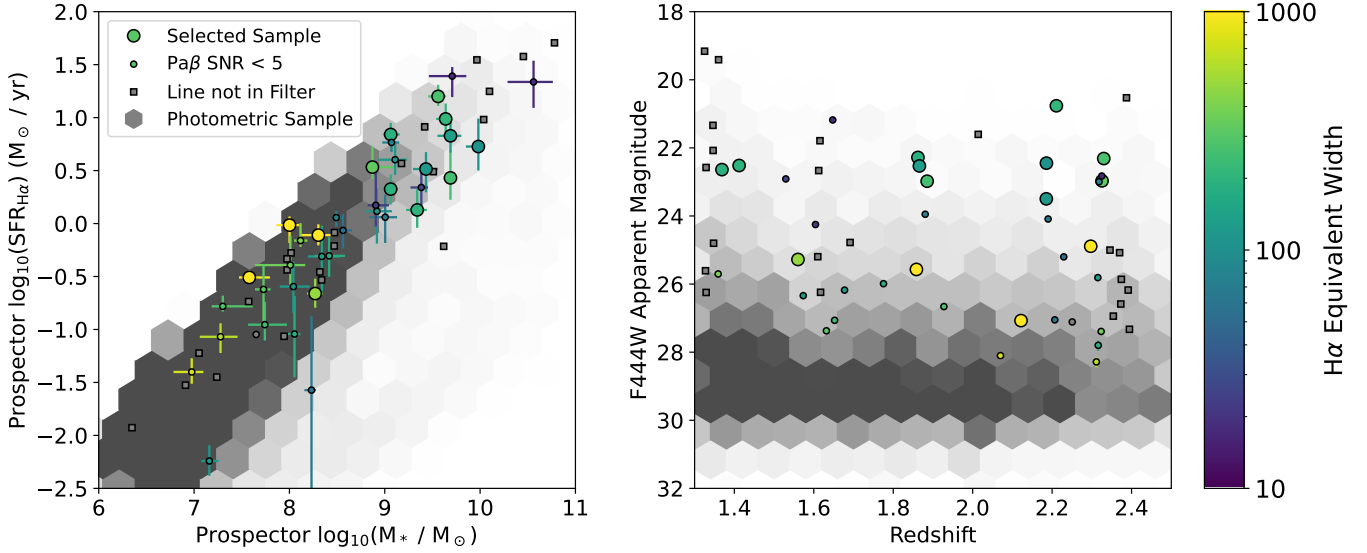 2.0
1.5
1.0
0.5
0.0
−0.5
−1.0
−1.5
−2.0
−2.5
Prospector log₁₀(SFR_Hα) (M⊙ / yr)
Selected Sample
Paβ SNR < 5
Line not in Filter
Photometric Sample
6 7 8 9 10 11
Prospector log₁₀(M* / M⊙)
18
20
22
24
26
28
30
32
F444W Apparent Magnitude
1.4 1.6 1.8 2.0 2.2 2.4
Redshift
1000
100
10
Hα Equivalent Width